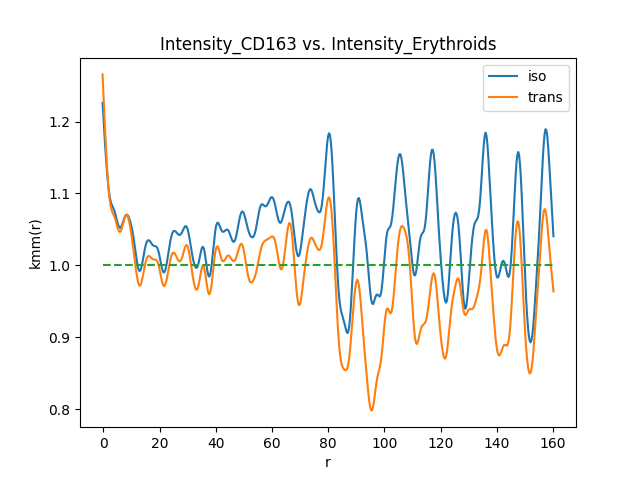 Intensity_CD163 vs. Intensity_Erythroids
iso
trans
1.2
1.1
1.0
0.9
0.8
kmm(r)
0 20 40 60 80 100 120 140 160
r